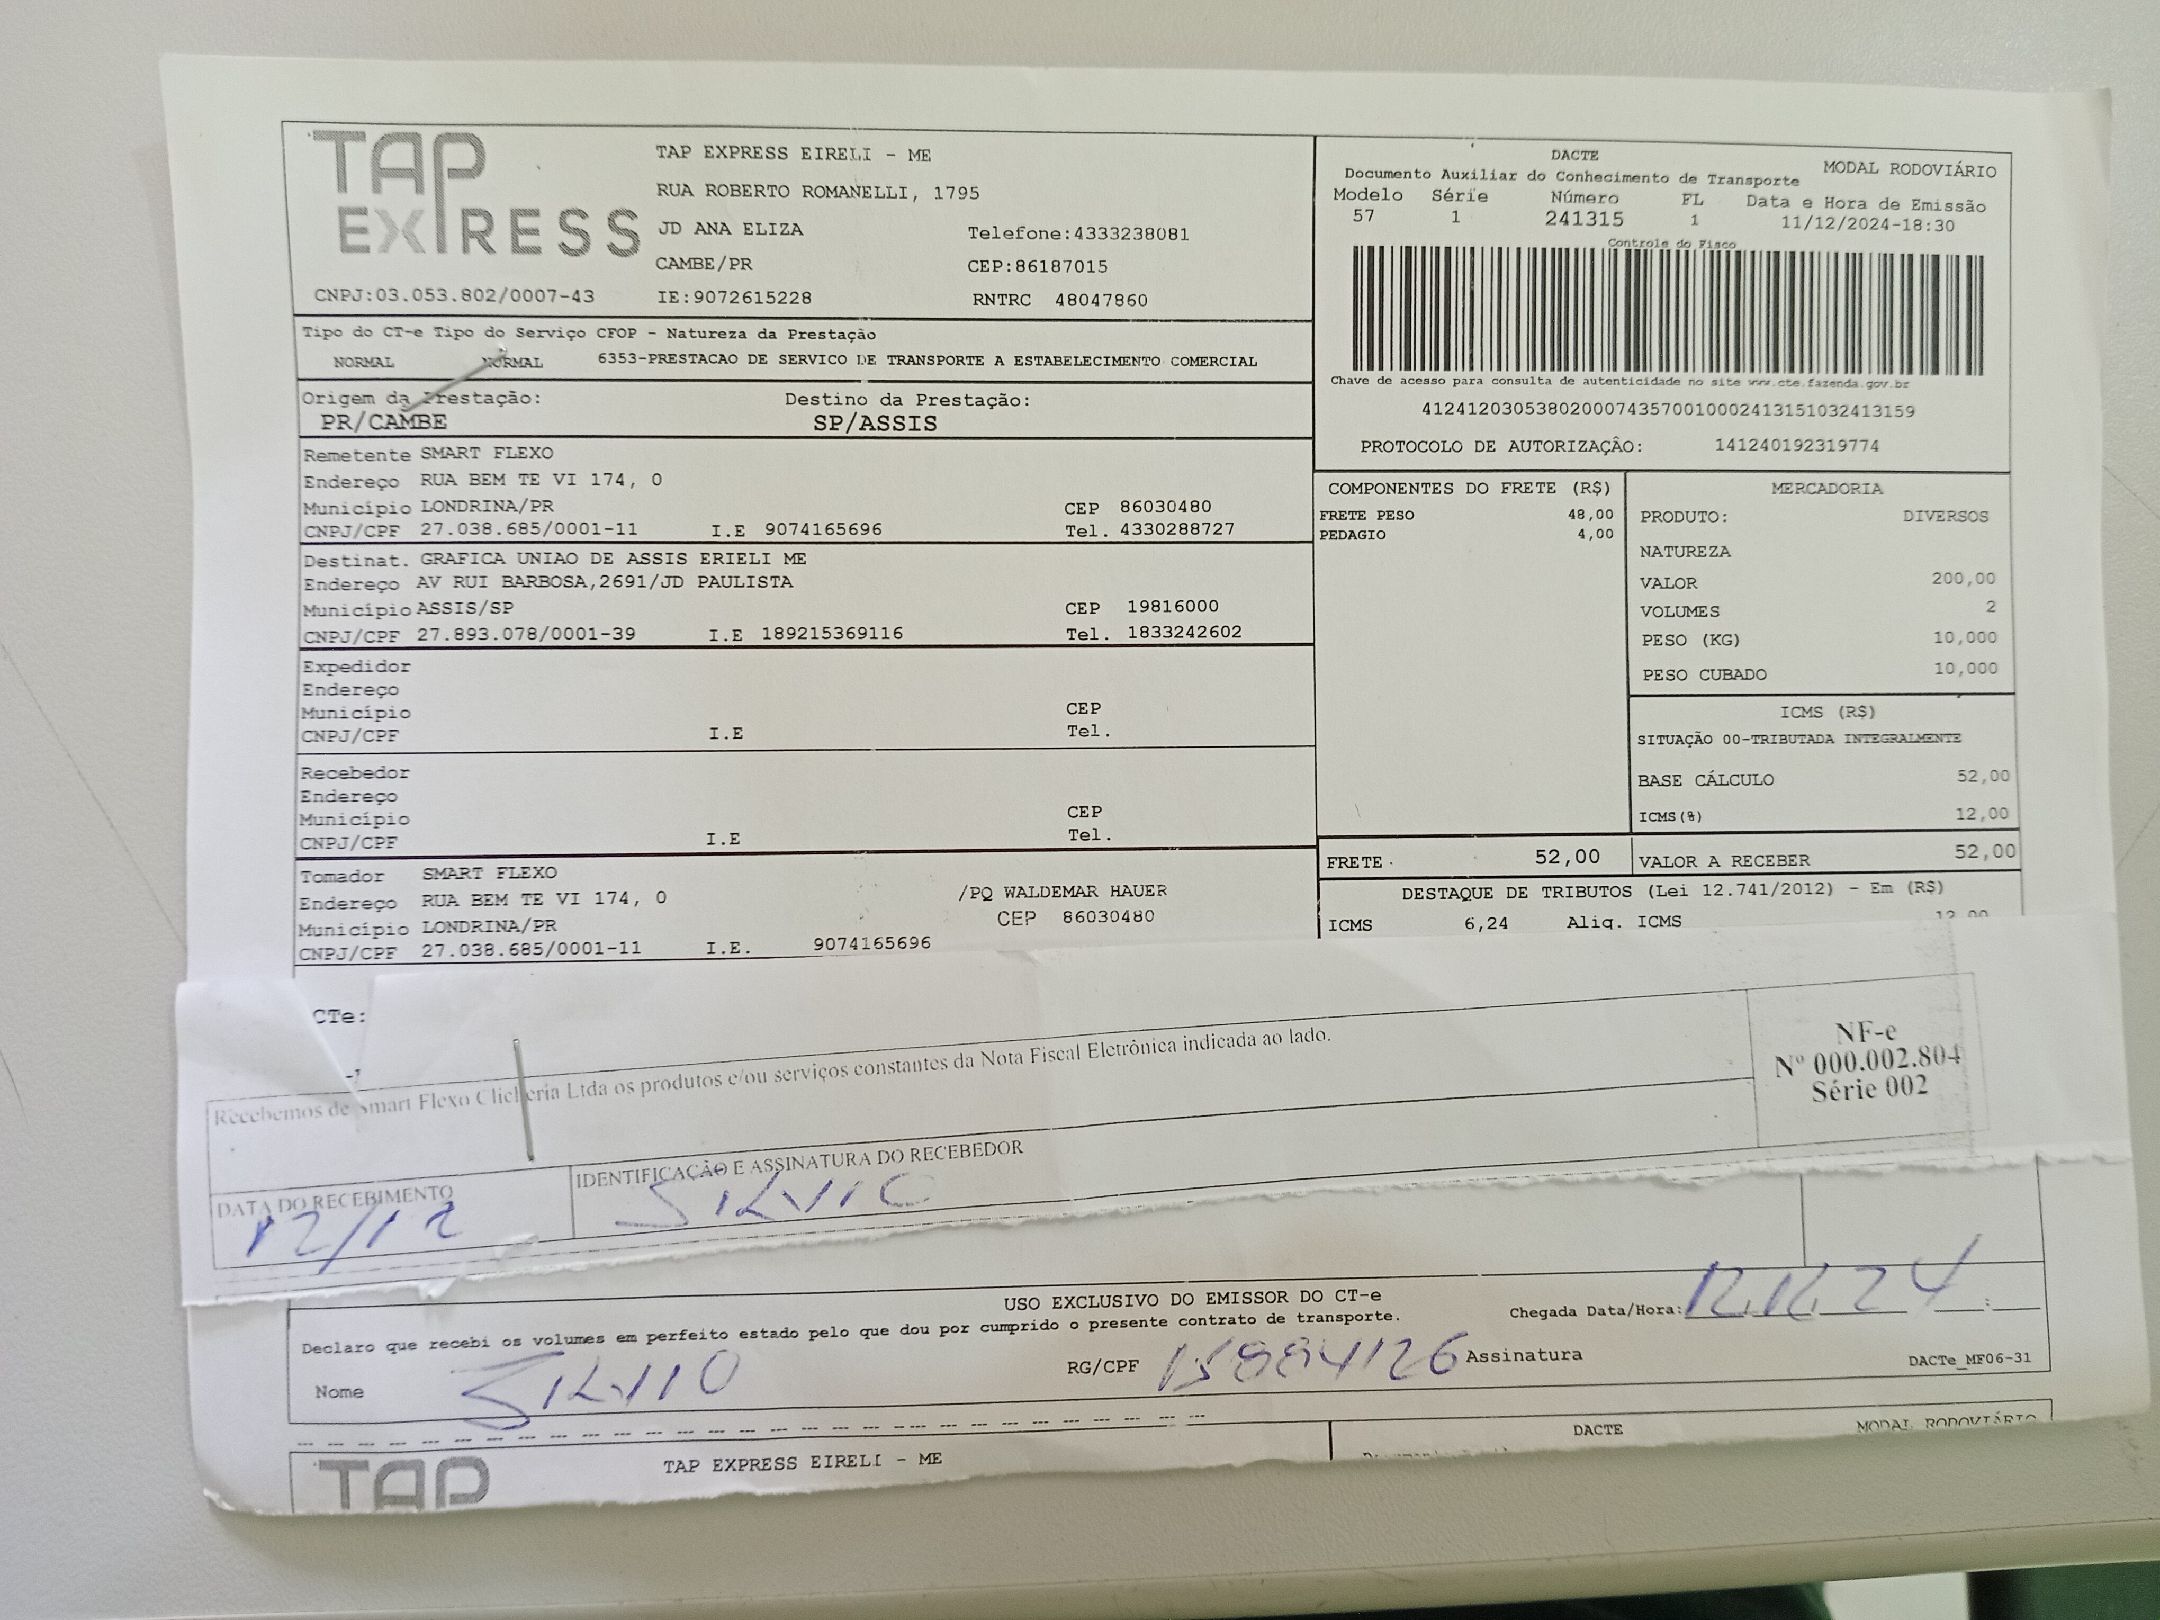 TAP EXPRESS
TAP EXPRESS EIRELI - ME
RUA ROBERTO ROMANELLI, 1795
JD ANA ELIZA Telefone:4333238081
CAMBE/PR CEP:86187015
CNPJ:03.053.802/0007-43 IE:9072615228 RNTRC 48047860
DACTE MODAL RODOVIÁRIO
Documento Auxiliar do Conhecimento de Transporte
Modelo Série Número FL Data e Hora de Emissão
57 1 241315 1 11/12/2024-18:30
Controle do Fisco
Chave de acesso para consulta de autenticidade no site www.cte.fazenda.gov.br
41241203053802000743570010002413151032413159
PROTOCOLO DE AUTORIZAÇÃO: 141240192319774
Tipo do CT-e Tipo do Serviço CFOP - Natureza da Prestação
NORMAL NORMAL 6353-PRESTACAO DE SERVICO DE TRANSPORTE A ESTABELECIMENTO COMERCIAL
Origem da Prestação: Destino da Prestação:
PR/CAMBE SP/ASSIS
Remetente SMART FLEXO
Endereço RUA BEM TE VI 174, 0
Município LONDRINA/PR CEP 86030480
CNPJ/CPF 27.038.685/0001-11 I.E 9074165696 Tel. 4330288727
Destinat. GRAFICA UNIAO DE ASSIS ERIELI ME
Endereço AV RUI BARBOSA,2691/JD PAULISTA
Município ASSIS/SP CEP 19816000
CNPJ/CPF 27.893.078/0001-39 I.E 189215369116 Tel. 1833242602
Expedidor
Endereço
Município CEP
CNPJ/CPF I.E Tel.
Recebedor
Endereço
Município CEP
CNPJ/CPF I.E Tel.
Tomador SMART FLEXO
Endereço RUA BEM TE VI 174, 0 /PQ WALDEMAR HAUER
Município LONDRINA/PR CEP 86030480
CNPJ/CPF 27.038.685/0001-11 I.E. 9074165696
COMPONENTES DO FRETE (R$)
FRETE PESO 48,00
PEDAGIO 4,00
MERCADORIA
PRODUTO: DIVERSOS
NATUREZA
VALOR 200,00
VOLUMES 2
PESO (KG) 10,000
PESO CUBADO 10,000
ICMS (R$)
SITUAÇÃO 00-TRIBUTADA INTEGRALMENTE
BASE CÁLCULO 52,00
ICMS(%) 12,00
FRETE 52,00 VALOR A RECEBER 52,00
DESTAQUE DE TRIBUTOS (Lei 12.741/2012) - Em (R$)
ICMS 6,24 Aliq. ICMS 12,00
CTe:
Recebemos de Smart Flexo Clicheria Ltda os produtos e/ou serviços constantes da Nota Fiscal Eletrônica indicada ao lado.
NF-e
Nº 000.002.804
Série 002
DATA DO RECEBIMENTO IDENTIFICAÇÃO E ASSINATURA DO RECEBEDOR
12/12 SILVIO
USO EXCLUSIVO DO EMISSOR DO CT-e
Chegada Data/Hora: 12.12.24 :
Declaro que recebi os volumes em perfeito estado pelo que dou por cumprido o presente contrato de transporte.
Nome SILVIO RG/CPF 15884126 Assinatura DACTe_MF06-31
TAP
TAP EXPRESS EIRELI - ME
DACTE MODAL RODOVIÁRIO